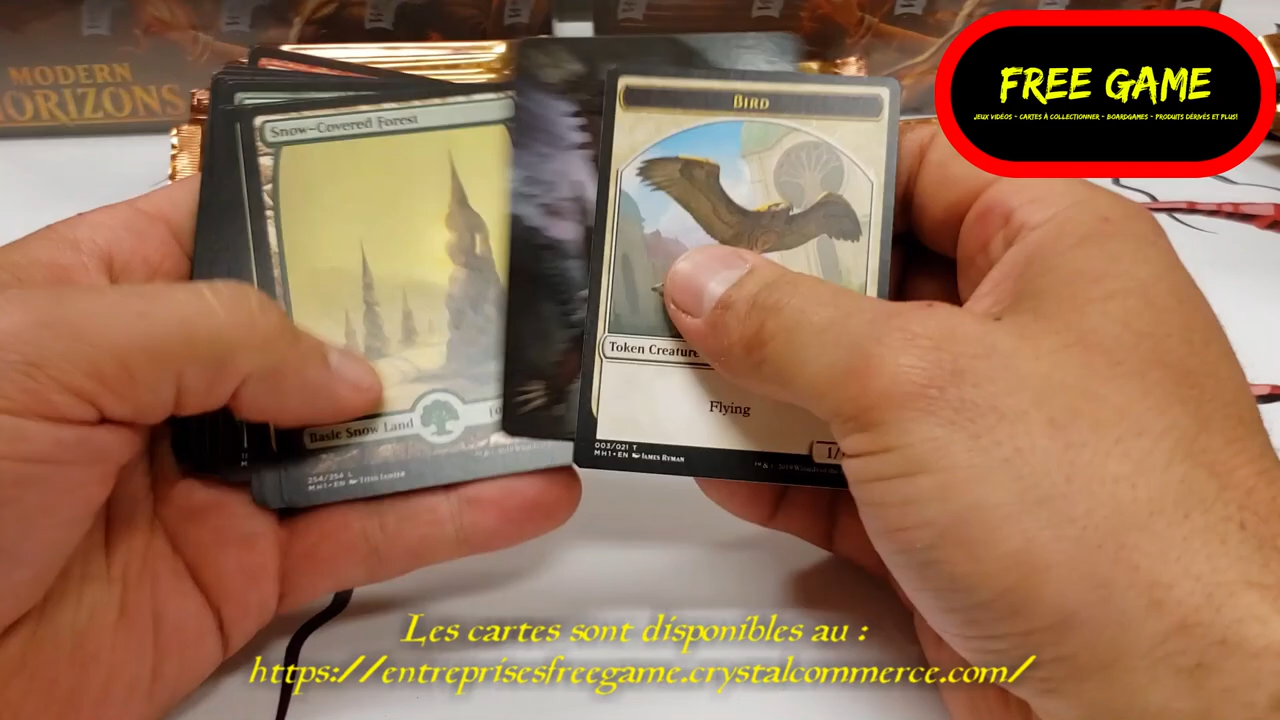 MODERN
HORIZONS
FREE GAME
JEUX VIDÉOS - CARTES À COLLECTIONNER - BOARDGAMES - PRODUITS DÉRIVÉS ET PLUS!
Snow-Covered Forest
Basic Snow Land
254/254 L
MH1 • EN
Bird
Token Creature
Flying
1/
003/021 T
MH1 • EN James Ryman
Les cartes sont disponibles au :
https://entreprisesfreegame.crystalcommerce.com/